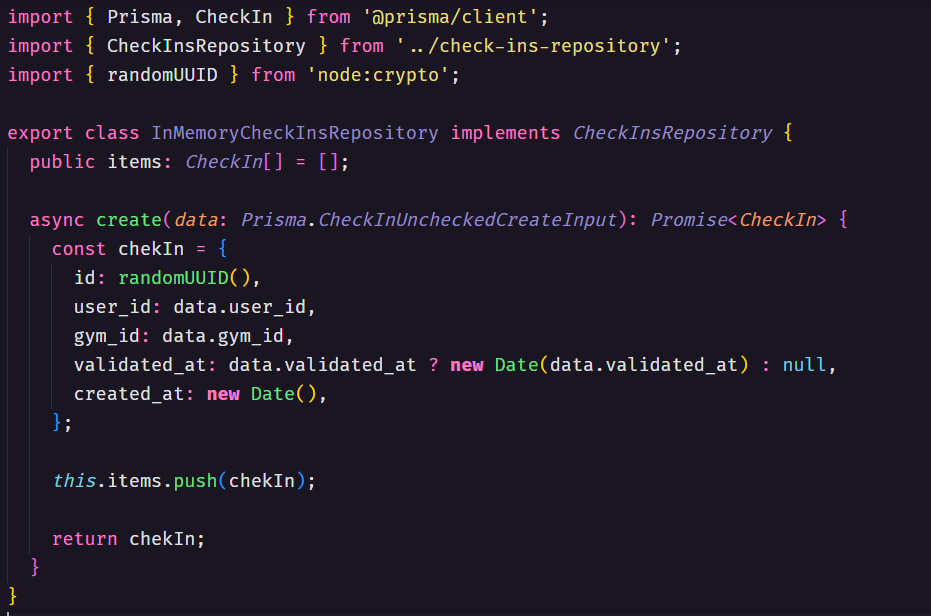 import { Prisma, CheckIn } from '@prisma/client';
import { CheckInsRepository } from '../check-ins-repository';
import { randomUUID } from 'node:crypto';

export class InMemoryCheckInsRepository implements CheckInsRepository {
  public items: CheckIn[] = [];

  async create(data: Prisma.CheckInUncheckedCreateInput): Promise<CheckIn> {
    const chekIn = {
      id: randomUUID(),
      user_id: data.user_id,
      gym_id: data.gym_id,
      validated_at: data.validated_at ? new Date(data.validated_at) : null,
      created_at: new Date(),
    };

    this.items.push(chekIn);

    return chekIn;
  }
}